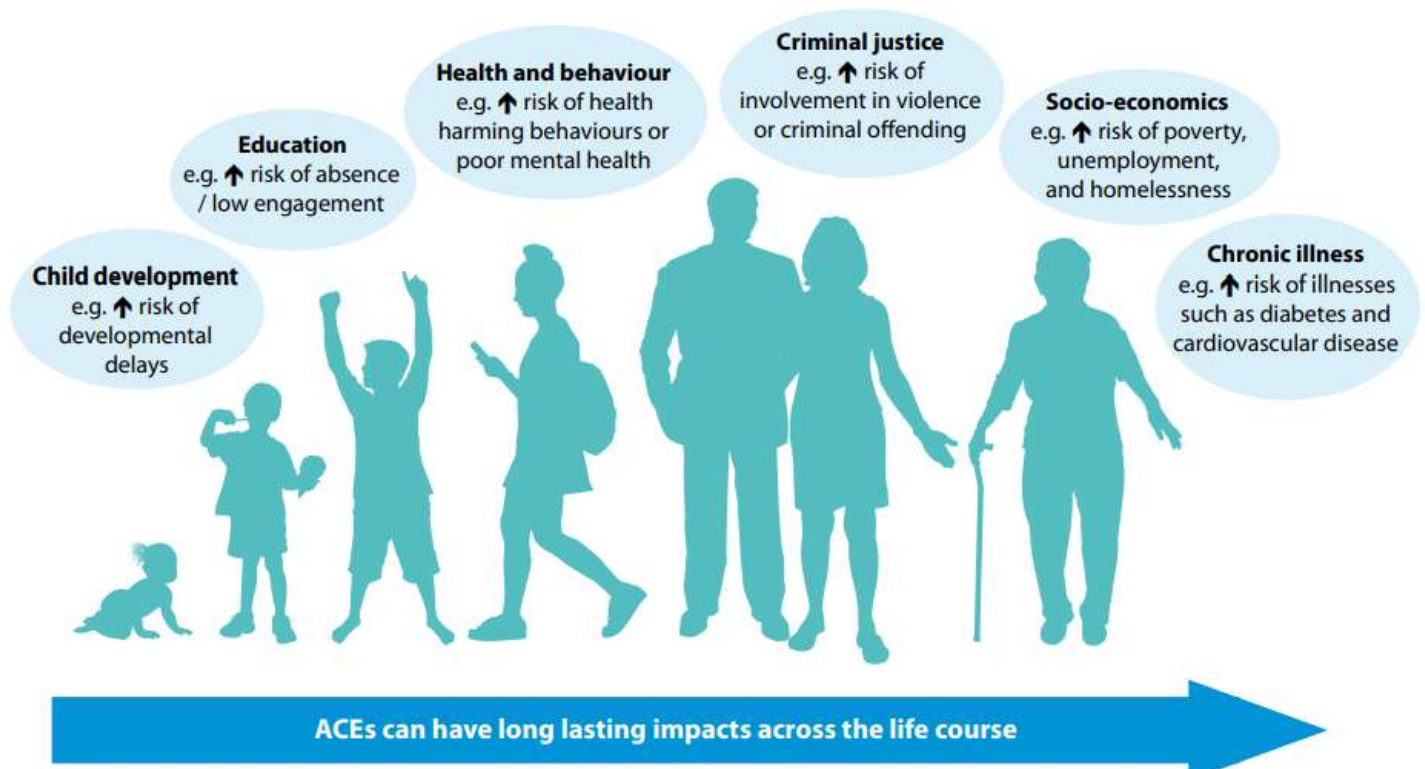 Child development
e.g. ↑ risk of
developmental
delays
Education
e.g. ↑ risk of absence
/ low engagement
Health and behaviour
e.g. ↑ risk of health
harming behaviours or
poor mental health
Criminal justice
e.g. ↑ risk of
involvement in violence
or criminal offending
Socio-economics
e.g. ↑ risk of poverty,
unemployment,
and homelessness
Chronic illness
e.g. ↑ risk of illnesses
such as diabetes and
cardiovascular disease
ACEs can have long lasting impacts across the life course